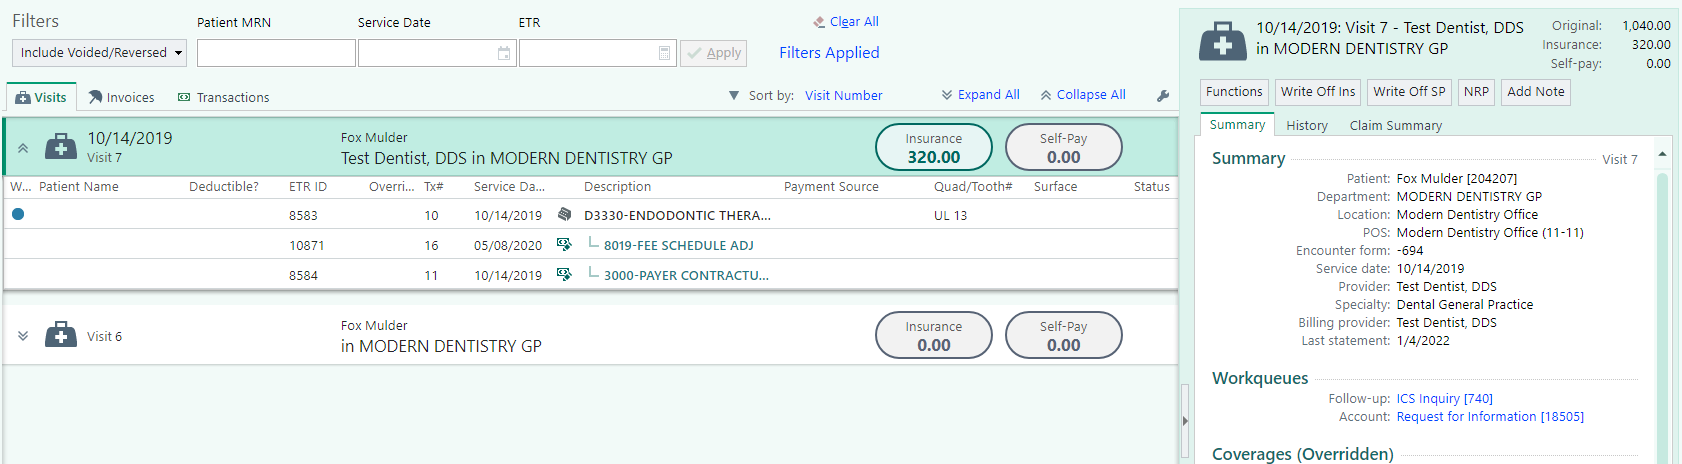 Filters
Patient MRN
Service Date
ETR
Clear All
Include Voided/Reversed
Apply
Filters Applied
Visits
Invoices
Transactions
Sort by: Visit Number
Expand All
Collapse All
10/14/2019
Visit 7
Fox Mulder
Test Dentist, DDS in MODERN DENTISTRY GP
Insurance
320.00
Self-Pay
0.00
W... Patient Name Deductible? ETR ID Overri... Tx# Service Da... Description Payment Source Quad/Tooth# Surface Status
8583 10 10/14/2019 D3330-ENDODONTIC THERA... UL 13
10871 16 05/08/2020 8019-FEE SCHEDULE ADJ
8584 11 10/14/2019 3000-PAYER CONTRACTU...
Visit 6
Fox Mulder
in MODERN DENTISTRY GP
Insurance
0.00
Self-Pay
0.00
10/14/2019: Visit 7 - Test Dentist, DDS
in MODERN DENTISTRY GP
Original: 1,040.00
Insurance: 320.00
Self-pay: 0.00
Functions
Write Off Ins
Write Off SP
NRP
Add Note
Summary
History
Claim Summary
Summary
Visit 7
Patient: Fox Mulder [204207]
Department: MODERN DENTISTRY GP
Location: Modern Dentistry Office
POS: Modern Dentistry Office (11-11)
Encounter form: -694
Service date: 10/14/2019
Provider: Test Dentist, DDS
Specialty: Dental General Practice
Billing provider: Test Dentist, DDS
Last statement: 1/4/2022
Workqueues
Follow-up: ICS Inquiry [740]
Account: Request for Information [18505]
Coverages (Overridden)